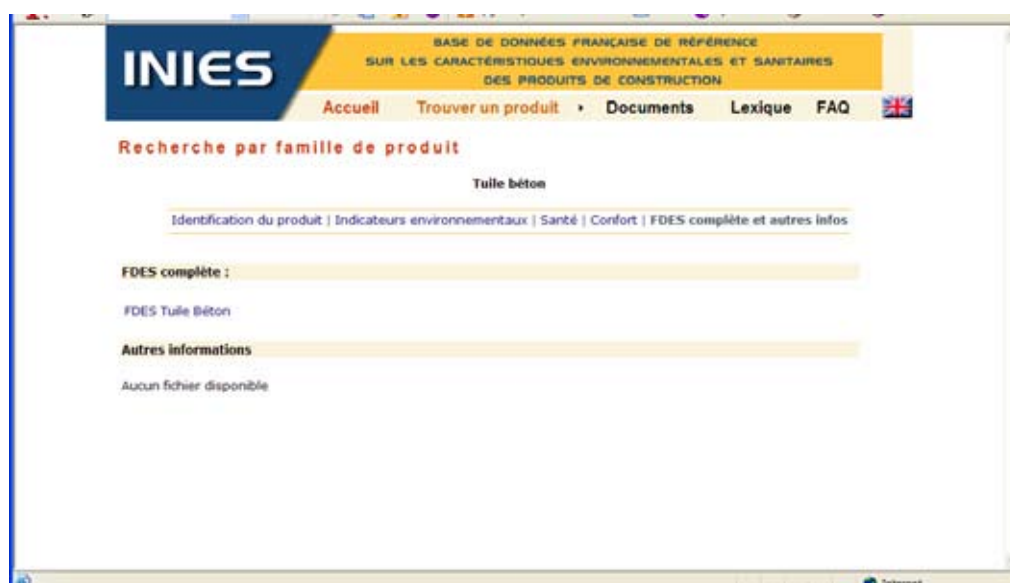 INIES
BASE DE DONNÉES FRANÇAISE DE RÉFÉRENCE
SUR LES CARACTÉRISTIQUES ENVIRONNEMENTALES ET SANITAIRES
DES PRODUITS DE CONSTRUCTION
Accueil Trouver un produit Documents Lexique FAQ
Recherche par famille de produit
Tuile béton
Identification du produit | Indicateurs environnementaux | Santé | Confort | FDES complète et autres infos
FDES complète :
FDES Tuile Béton
Autres informations
Aucun fichier disponible